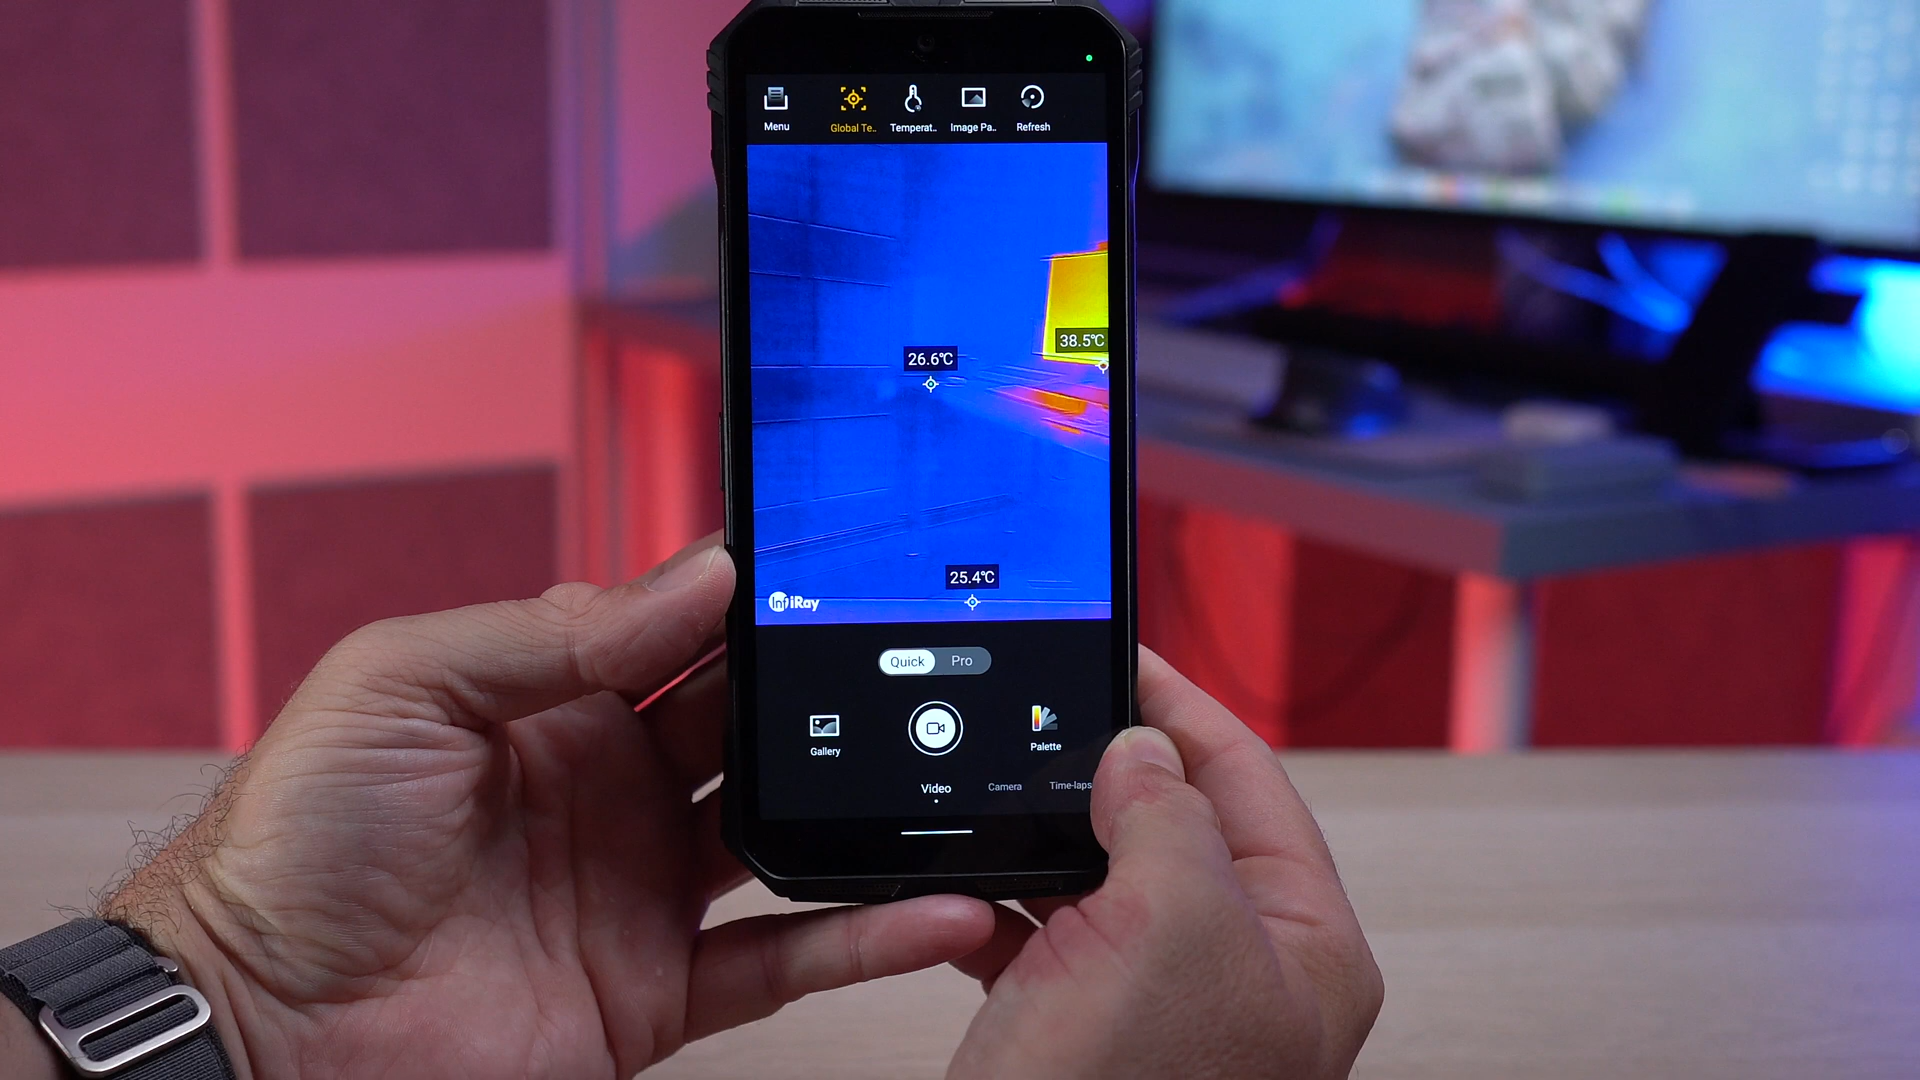 Menu
Global Te..
Temperat..
Image Pa..
Refresh
38.5℃
26.6℃
25.4℃
InfiRay
Quick
Pro
Gallery
Palette
Video
Camera
Time-laps